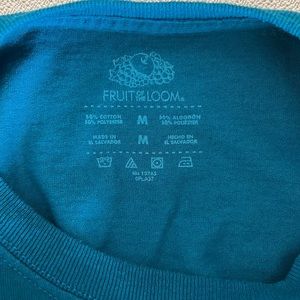 FRUIT OF THE LOOM®
50% COTTON M 50% ALGODÓN
50% POLYESTER 50% POLIESTER
MADE IN M HECHO EN
EL SALVADOR EL SALVADOR